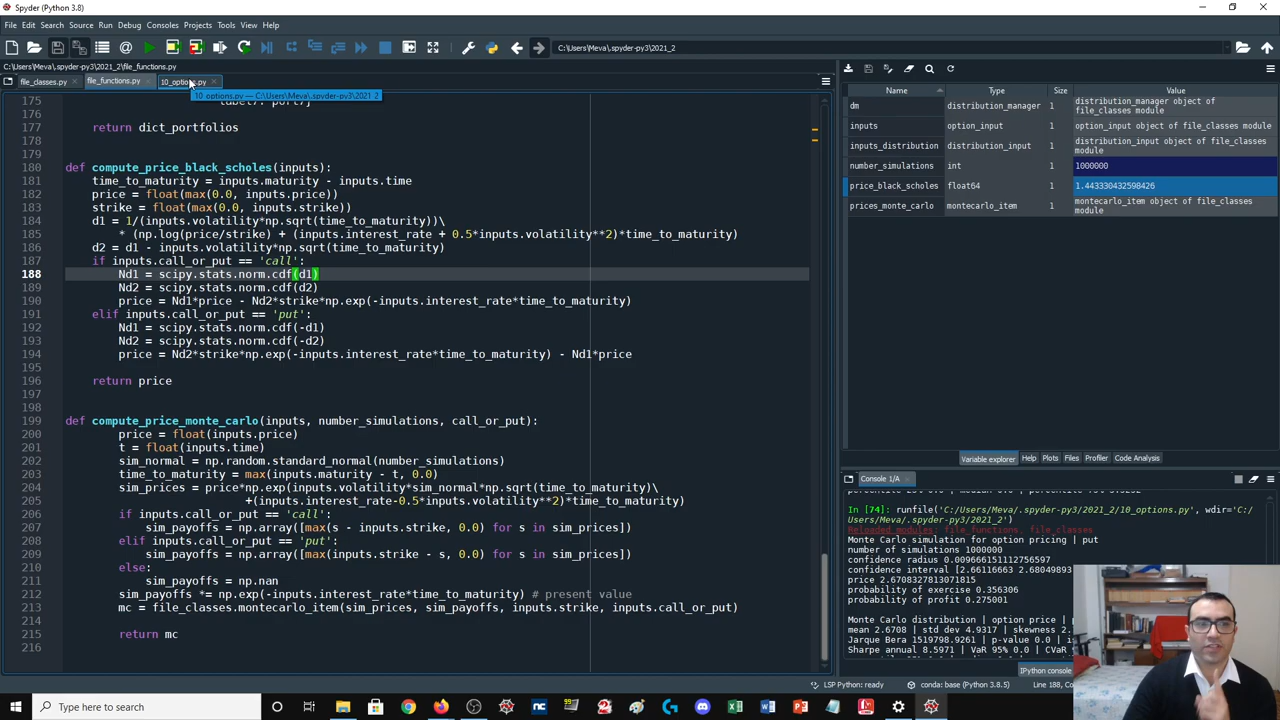 Spyder (Python 3.8)
File Edit Search Source Run Debug Consoles Projects Tools View Help
C:\Users\Meva\.spyder-py3\2021_2
C:\Users\Meva\.spyder-py3\2021_2\file_functions.py
file_classes.py file_functions.py 10_options.py
10_options.py — C:\Users\Meva\.spyder-py3\2021_2
175 label7: port7}
176
177 return dict_portfolios
178
179
180 def compute_price_black_scholes(inputs):
181 time_to_maturity = inputs.maturity - inputs.time
182 price = float(max(0.0, inputs.price))
183 strike = float(max(0.0, inputs.strike))
184 d1 = 1/(inputs.volatility*np.sqrt(time_to_maturity))\
185 * (np.log(price/strike) + (inputs.interest_rate + 0.5*inputs.volatility**2)*time_to_maturity)
186 d2 = d1 - inputs.volatility*np.sqrt(time_to_maturity)
187 if inputs.call_or_put == 'call':
188 Nd1 = scipy.stats.norm.cdf(d1)
189 Nd2 = scipy.stats.norm.cdf(d2)
190 price = Nd1*price - Nd2*strike*np.exp(-inputs.interest_rate*time_to_maturity)
191 elif inputs.call_or_put == 'put':
192 Nd1 = scipy.stats.norm.cdf(-d1)
193 Nd2 = scipy.stats.norm.cdf(-d2)
194 price = Nd2*strike*np.exp(-inputs.interest_rate*time_to_maturity) - Nd1*price
195
196 return price
197
198
199 def compute_price_monte_carlo(inputs, number_simulations, call_or_put):
200 price = float(inputs.price)
201 t = float(inputs.time)
202 sim_normal = np.random.standard_normal(number_simulations)
203 time_to_maturity = max(inputs.maturity - t, 0.0)
204 sim_prices = price*np.exp(inputs.volatility*sim_normal*np.sqrt(time_to_maturity)\
205 +(inputs.interest_rate-0.5*inputs.volatility**2)*time_to_maturity)
206 if inputs.call_or_put == 'call':
207 sim_payoffs = np.array([max(s - inputs.strike, 0.0) for s in sim_prices])
208 elif inputs.call_or_put == 'put':
209 sim_payoffs = np.array([max(inputs.strike - s, 0.0) for s in sim_prices])
210 else:
211 sim_payoffs = np.nan
212 sim_payoffs *= np.exp(-inputs.interest_rate*time_to_maturity) # present value
213 mc = file_classes.montecarlo_item(sim_prices, sim_payoffs, inputs.strike, inputs.call_or_put)
214
215 return mc
216
Name Type Size Value
dm distribution_manager 1 distribution_manager object of file_classes module
inputs option_input 1 option_input object of file_classes module
inputs_distribution distribution_input 1 distribution_input object of file_classes module
number_simulations int 1 1000000
price_black_scholes float64 1 1.443330432598426
prices_monte_carlo montecarlo_item 1 montecarlo_item object of file_classes module
Variable explorer Help Plots Files Profiler Code Analysis
Console 1/A
In [74]: runfile('C:/Users/Meva/.spyder-py3/2021_2/10_options.py', wdir='C:/
Users/Meva/.spyder-py3/2021_2')
Reloaded modules: file_functions, file_classes
Monte Carlo simulation for option pricing | put
number of simulations 1000000
confidence radius 0.009666151112756597
confidence interval [2.66116663 2.68049893
price 2.6708327813071815
probability of exercise 0.356306
probability of profit 0.275001
Monte Carlo distribution | option price |
mean 2.6708 | std dev 4.9317 | skewness 2.
Jarque Bera 1519798.9261 | p-value 0.0 | i
Sharpe annual 8.5971 | VaR 95% 0.0 | CVaR
IPython console
LSP Python: ready conda: base (Python 3.8.5) Line 188,
Type here to search